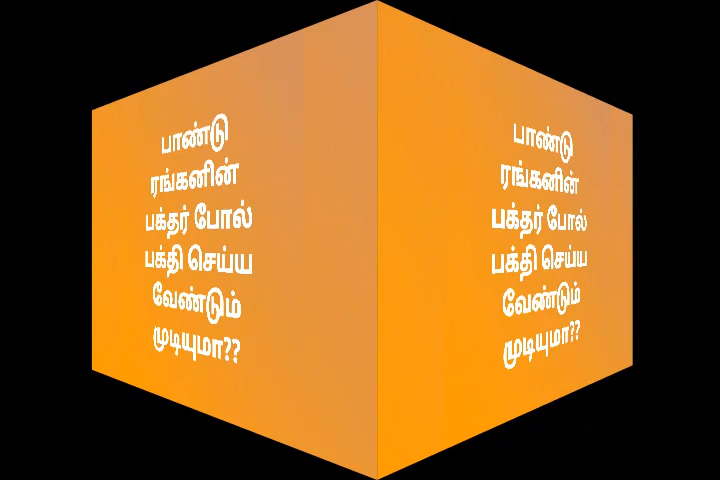 பாண்டு
ரங்கனின்
பக்தர் போல்
பக்தி செய்ய
வேண்டும்
முடியுமா??
பாண்டு
ரங்கனின்
பக்தர் போல்
பக்தி செய்ய
வேண்டும்
முடியுமா??